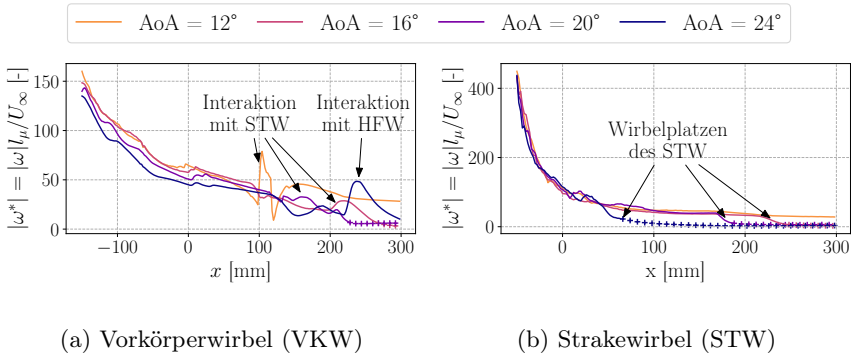 AoA = 12° AoA = 16° AoA = 20° AoA = 24°
|ω*| = |ω|l_μ/U_∞ [-]
150
100
50
0
Interaktion
mit STW
Interaktion
mit HFW
−100 0 100 200 300
x [mm]
(a) Vorkörperwirbel (VKW)
|ω*| = |ω|l_μ/U_∞ [-]
400
200
0
Wirbelplatzen
des STW
0 100 200 300
x [mm]
(b) Strakewirbel (STW)